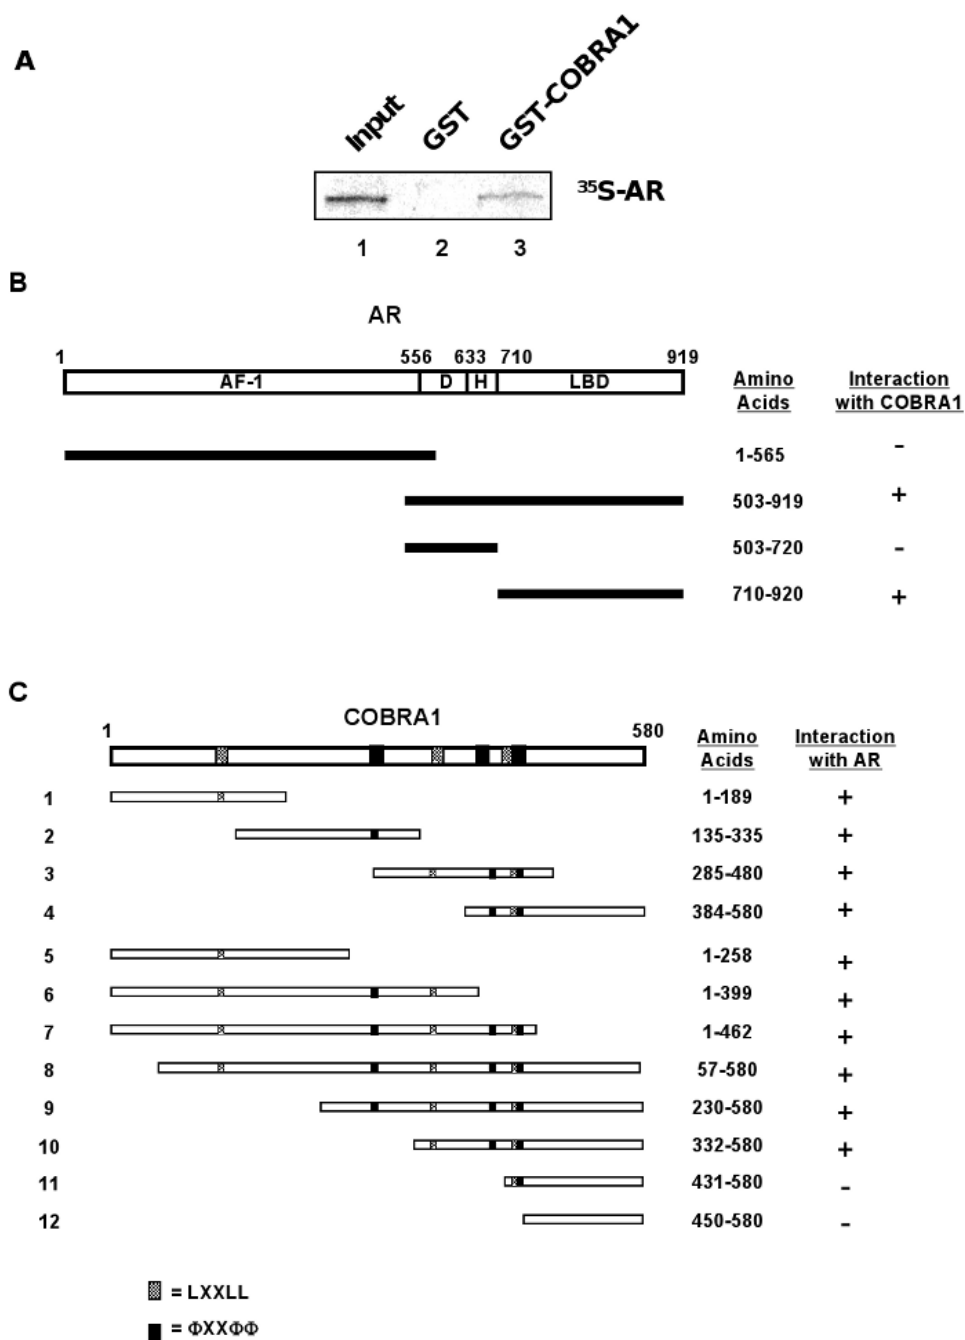 A
Input
GST
GST-COBRA1
³⁵S-AR
1 2 3
B
AR
1 556 633 710 919
AF-1 D H LBD
Amino Acids
Interaction with COBRA1
1-565 -
503-919 +
503-720 -
710-920 +
C
COBRA1
1 580
Amino Acids
Interaction with AR
1 1-189 +
2 135-335 +
3 285-480 +
4 384-580 +
5 1-258 +
6 1-399 +
7 1-462 +
8 57-580 +
9 230-580 +
10 332-580 +
11 431-580 -
12 450-580 -
= LXXLL
= ΦXXΦΦ